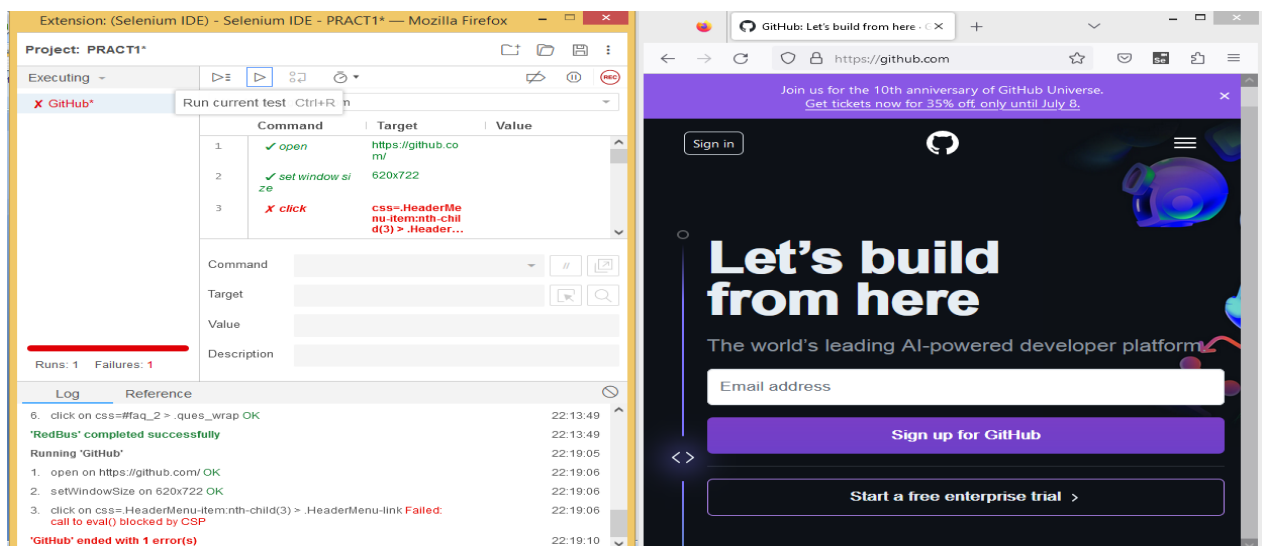 Extension: (Selenium IDE) - Selenium IDE - PRACT1* — Mozilla Firefox
Project: PRACT1*
Executing
GitHub*
Run current test Ctrl+R
Command Target Value
1 ✓ open https://github.co
m/
2 ✓ set window si
ze 620x722
3 ✗ click css=.HeaderMe
nu-item:nth-chil
d(3) > .Header...
Command
//
Target
Value
Description
Runs: 1 Failures: 1
Log Reference
6. click on css=#faq_2 > .ques_wrap OK 22:13:49
'RedBus' completed successfully 22:13:49
Running 'GitHub' 22:19:05
1. open on https://github.com/ OK 22:19:06
2. setWindowSize on 620x722 OK 22:19:06
3. click on css=.HeaderMenu-item:nth-child(3) > .HeaderMenu-link Failed: 22:19:06
call to eval() blocked by CSP
'GitHub' ended with 1 error(s) 22:19:10
REC
GitHub: Let's build from here ·
https://github.com
Se
Join us for the 10th anniversary of GitHub Universe.
Get tickets now for 35% off, only until July 8.
Sign in
Let's build
from here
The world's leading AI-powered developer platform.
Email address
Sign up for GitHub
Start a free enterprise trial >